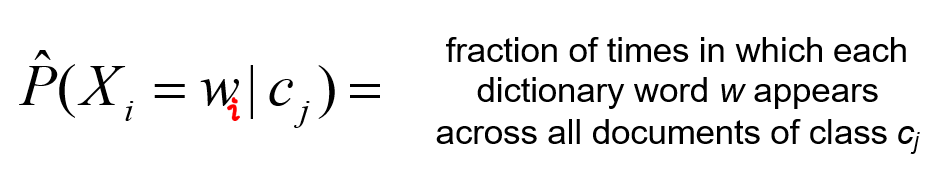 P̂(X_i = w_i | c_j) =
fraction of times in which each
dictionary word w appears
across all documents of class c_j